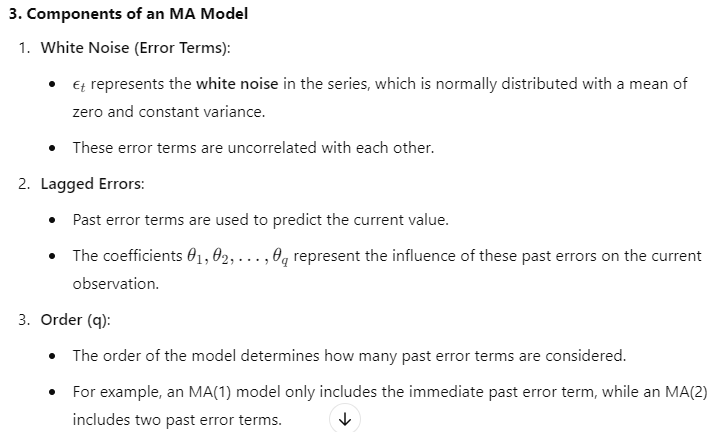 3. Components of an MA Model
1. White Noise (Error Terms):
• ϵt represents the white noise in the series, which is normally distributed with a mean of
zero and constant variance.
• These error terms are uncorrelated with each other.
2. Lagged Errors:
• Past error terms are used to predict the current value.
• The coefficients θ1, θ2, . . . , θq represent the influence of these past errors on the current
observation.
3. Order (q):
• The order of the model determines how many past error terms are considered.
• For example, an MA(1) model only includes the immediate past error term, while an MA(2)
includes two past error terms.